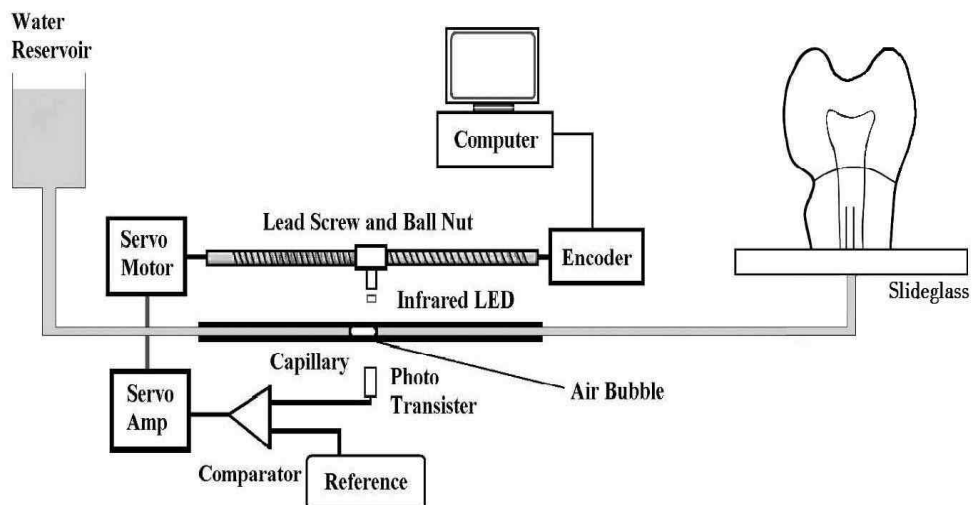 Water
Reservoir
Computer
Lead Screw and Ball Nut
Servo
Motor
Encoder
Infrared LED
Slideglass
Capillary
Photo
Transister
Air Bubble
Servo
Amp
Comparator
Reference